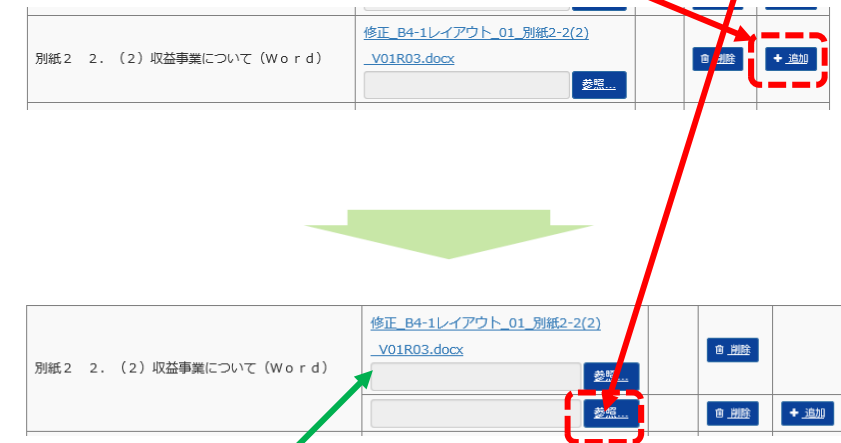 修正_B4-1レイアウト_01_別紙2-2(2)
_V01R03.docx
別紙２　２．（２）収益事業について（Ｗｏｒｄ）
参照...
削除
+ 追加
修正_B4-1レイアウト_01_別紙2-2(2)
_V01R03.docx
別紙２　２．（２）収益事業について（Ｗｏｒｄ）
参照...
削除
参照...
削除
+ 追加